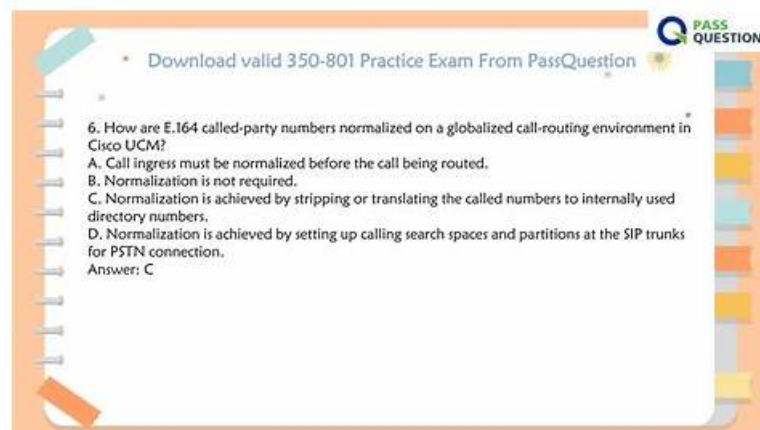 PASS
QUESTION
Download valid 350-801 Practice Exam From PassQuestion
6. How are E.164 called-party numbers normalized on a globalized call-routing environment in
Cisco UCM?
A. Call ingress must be normalized before the call being routed.
B. Normalization is not required.
C. Normalization is achieved by stripping or translating the called numbers to internally used
directory numbers.
D. Normalization is achieved by setting up calling search spaces and partitions at the SIP trunks
for PSTN connection.
Answer: C